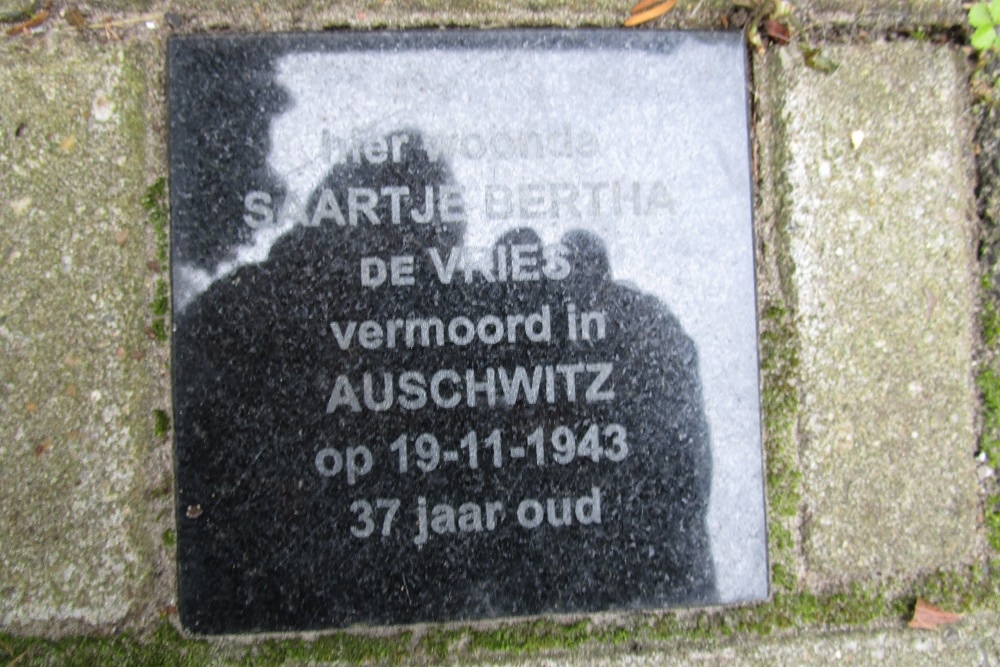 hier woonde
SAARTJE BERTHA
DE VRIES
vermoord in
AUSCHWITZ
op 19-11-1943
37 jaar oud